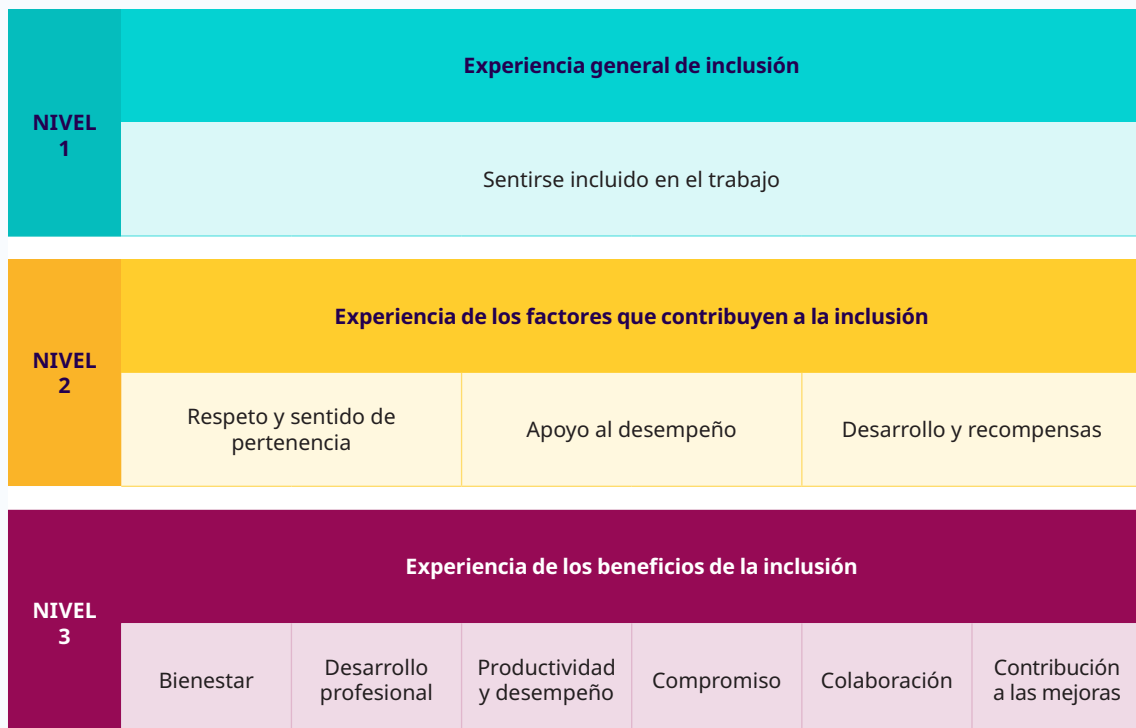 NIVEL
1
Experiencia general de inclusión
Sentirse incluido en el trabajo
NIVEL
2
Experiencia de los factores que contribuyen a la inclusión
Respeto y sentido de
pertenencia
Apoyo al desempeño
Desarrollo y recompensas
NIVEL
3
Experiencia de los beneficios de la inclusión
Bienestar
Desarrollo
profesional
Productividad
y desempeño
Compromiso
Colaboración
Contribución
a las mejoras